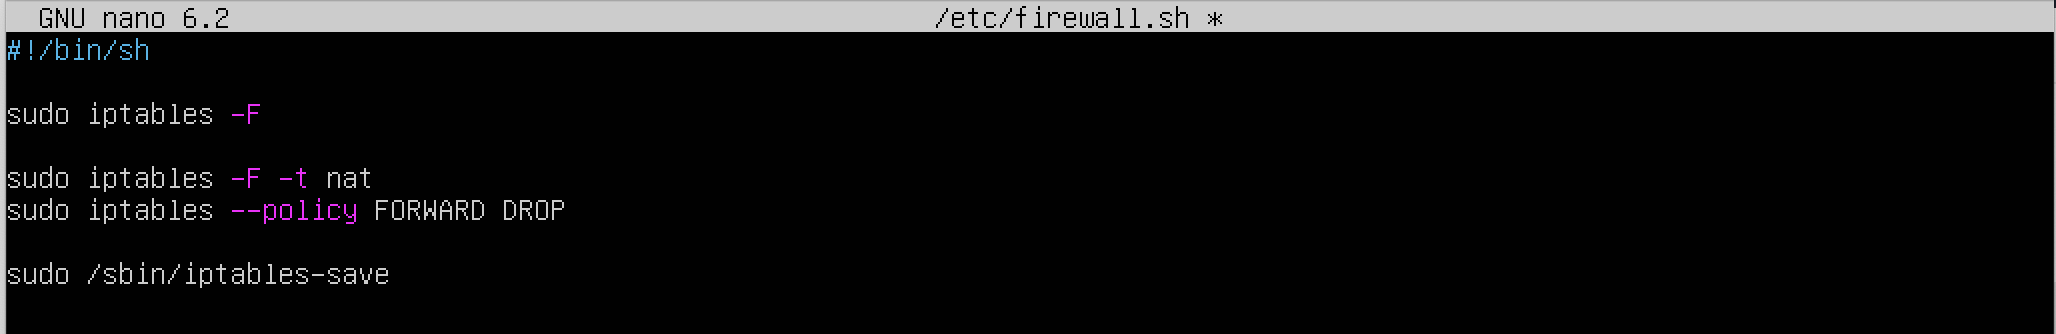 GNU nano 6.2 /etc/firewall.sh *
#!/bin/sh
sudo iptables -F
sudo iptables -F -t nat
sudo iptables --policy FORWARD DROP
sudo /sbin/iptables-save